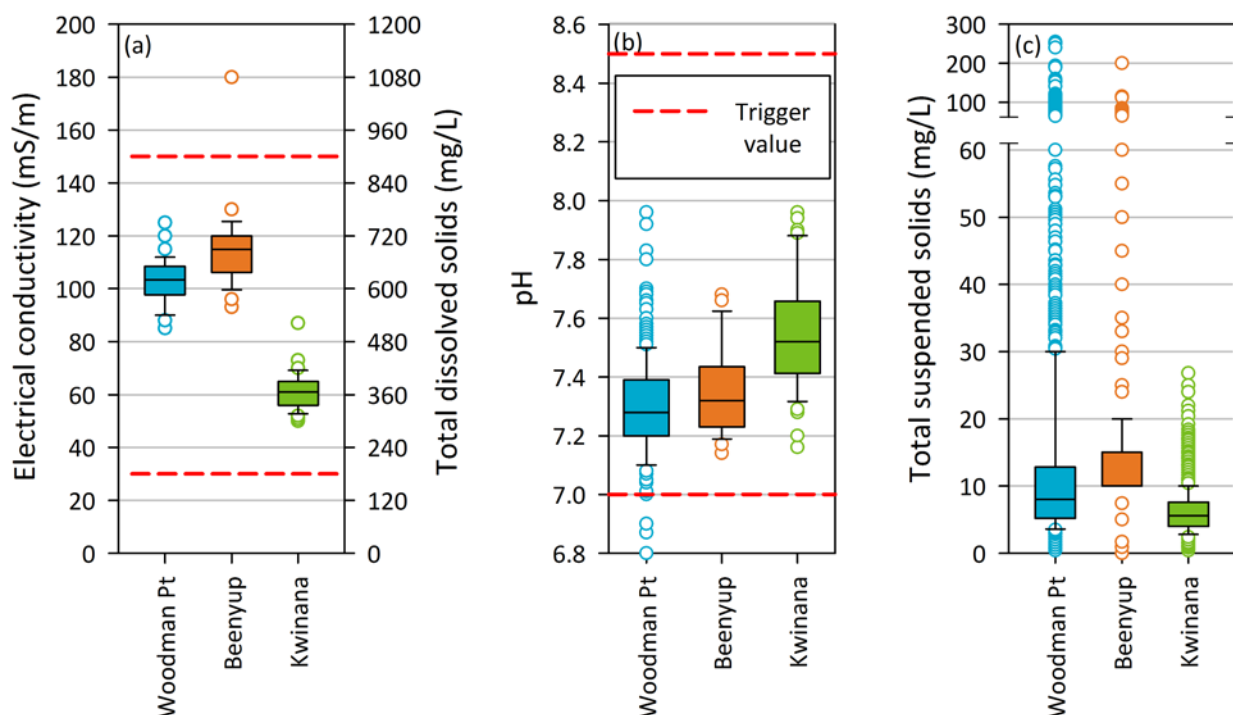 (a)
Electrical conductivity (mS/m)
200
180
160
140
120
100
80
60
40
20
0
1200
1080
960
840
720
600
480
360
240
120
0
Total dissolved solids (mg/L)
Woodman Pt
Beenyup
Kwinana
(b)
pH
8.6
8.4
8.2
8.0
7.8
7.6
7.4
7.2
7.0
6.8
Trigger
value
Woodman Pt
Beenyup
Kwinana
(c)
Total suspended solids (mg/L)
300
200
100
60
50
40
30
20
10
0
Woodman Pt
Beenyup
Kwinana